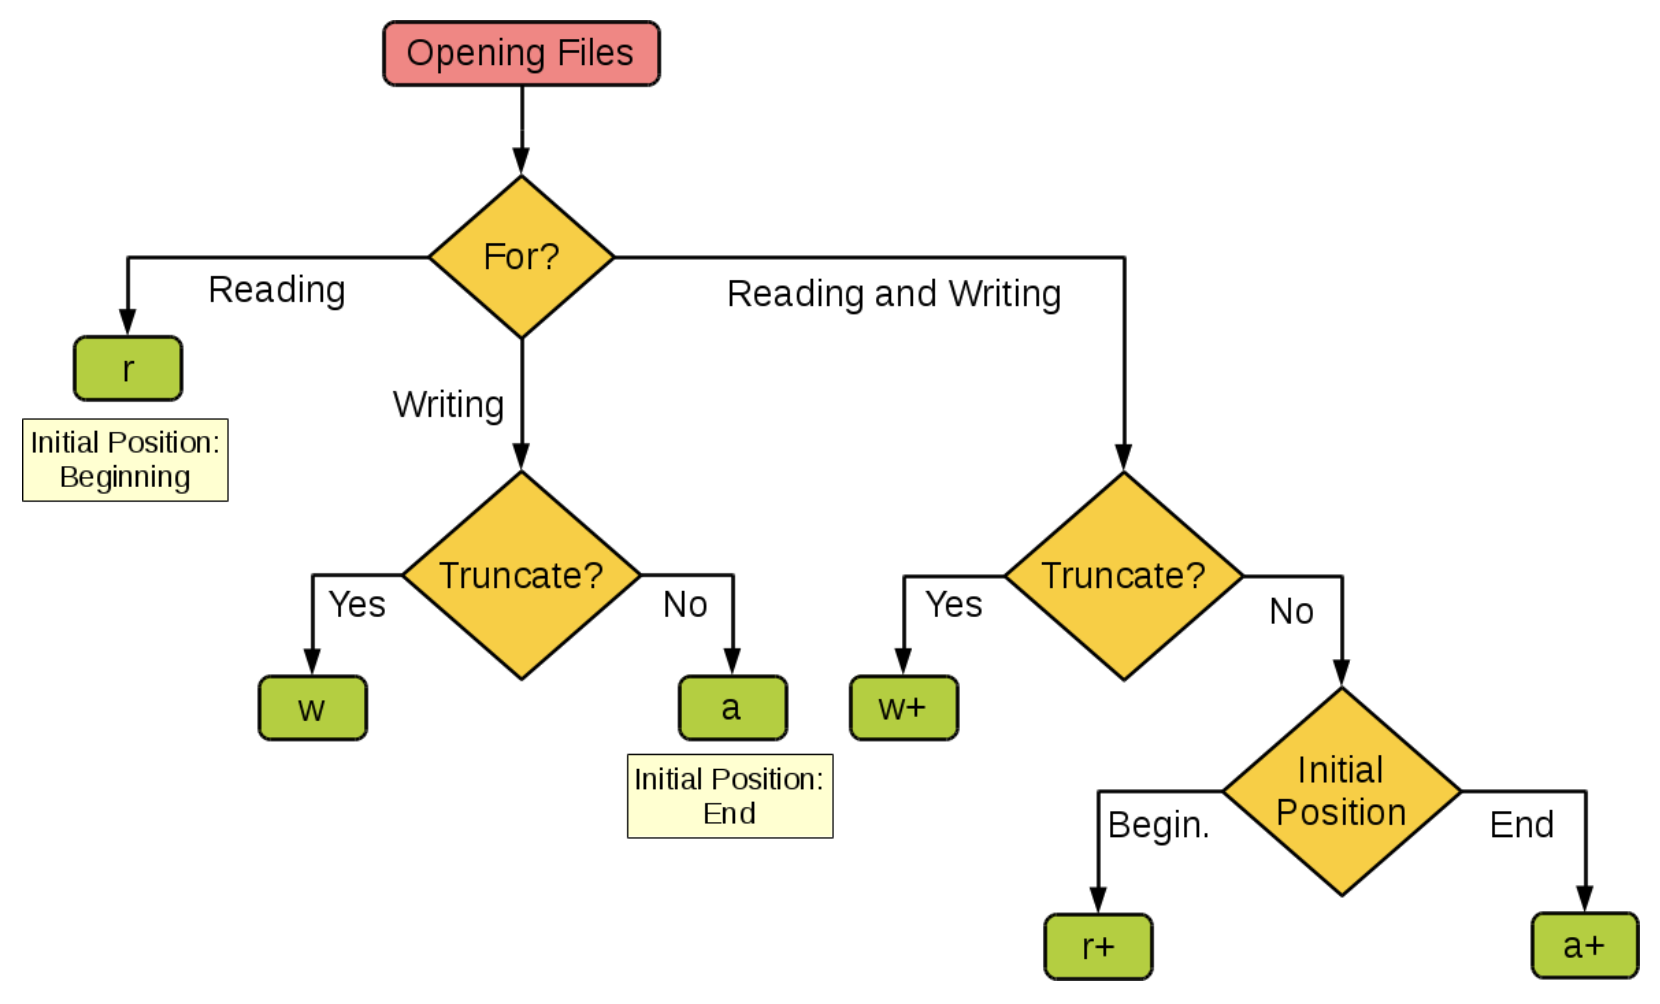 Opening Files
For?
Reading
Reading and Writing
r
Writing
Initial Position:
Beginning
Truncate?
Yes
No
w
a
Initial Position:
End
Truncate?
Yes
No
w+
Initial
Position
Begin.
End
r+
a+